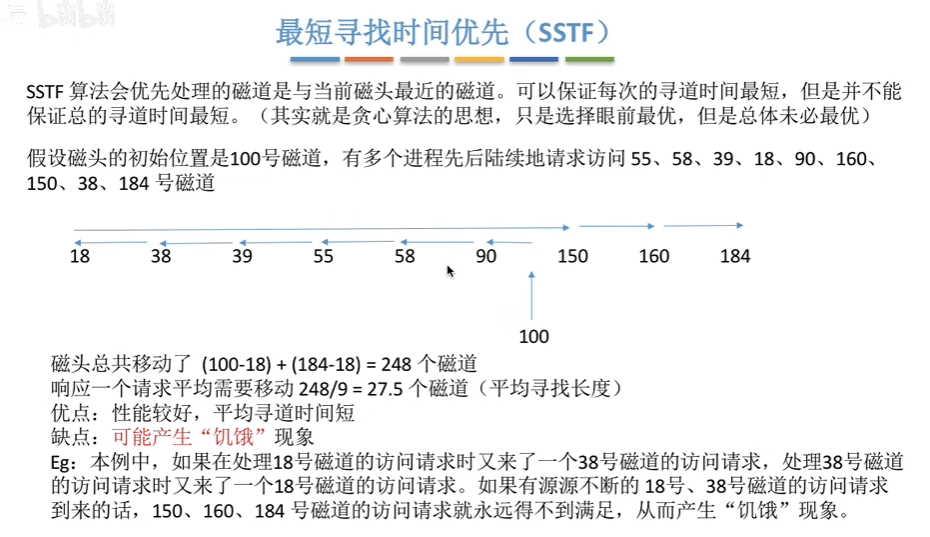 bilibili
最短寻找时间优先（SSTF）
SSTF 算法会优先处理的磁道是与当前磁头最近的磁道。可以保证每次的寻道时间最短，但是并不能
保证总的寻道时间最短。（其实就是贪心算法的思想，只是选择眼前最优，但是总体未必最优）
假设磁头的初始位置是100号磁道，有多个进程先后陆续地请求访问 55、58、39、18、90、160、
150、38、184 号磁道
18 38 39 55 58 90 150 160 184
100
磁头总共移动了 (100-18) + (184-18) = 248 个磁道
响应一个请求平均需要移动 248/9 = 27.5 个磁道（平均寻找长度）
优点：性能较好，平均寻道时间短
缺点：可能产生“饥饿”现象
Eg：本例中，如果在处理18号磁道的访问请求时又来了一个38号磁道的访问请求，处理38号磁道
的访问请求时又来了一个18号磁道的访问请求。如果有源源不断的 18号、38号磁道的访问请求
到来的话，150、160、184 号磁道的访问请求就永远得不到满足，从而产生“饥饿”现象。